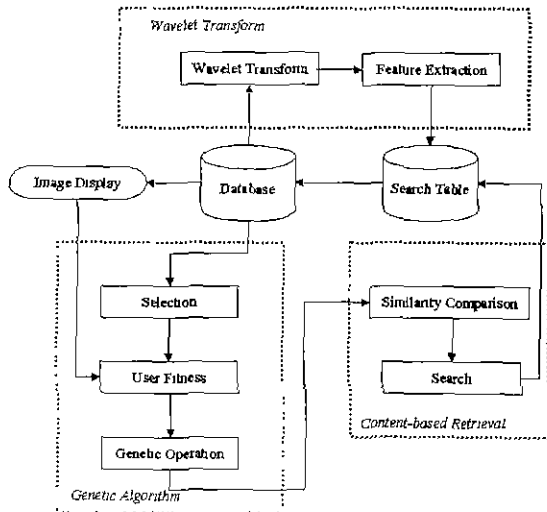 Wavelet Transform
Wavelet Transform
Feature Extraction
Image Display
Database
Search Table
Selection
User Fitness
Genetic Operation
Genetic Algorithm
Similarity Comparison
Search
Content-based Retrieval